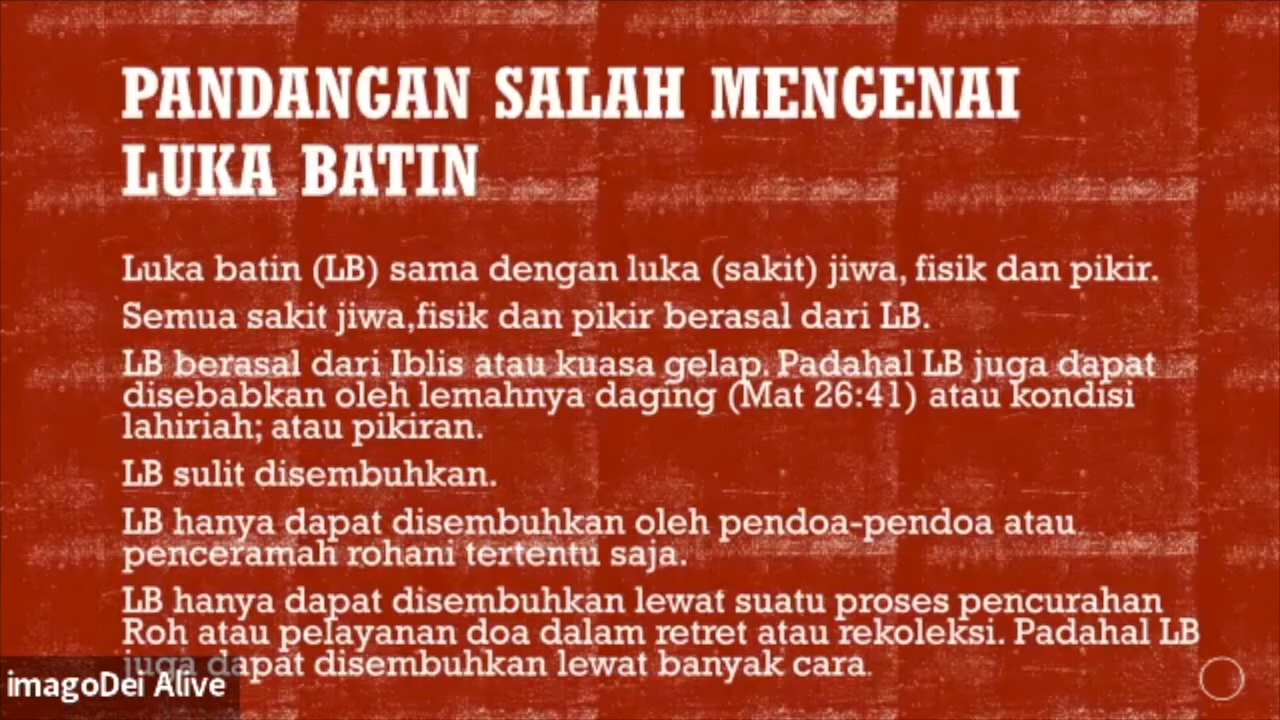 PANDANGAN SALAH MENGENAI
LUKA BATIN
Luka batin (LB) sama dengan luka (sakit) jiwa, fisik dan pikir.
Semua sakit jiwa,fisik dan pikir berasal dari LB.
LB berasal dari Iblis atau kuasa gelap. Padahal LB juga dapat
disebabkan oleh lemahnya daging (Mat 26:41) atau kondisi
lahiriah; atau pikiran.
LB sulit disembuhkan.
LB hanya dapat disembuhkan oleh pendoa-pendoa atau
penceramah rohani tertentu saja.
LB hanya dapat disembuhkan lewat suatu proses pencurahan
Roh atau pelayanan doa dalam retret atau rekoleksi. Padahal LB
juga dapat disembuhkan lewat banyak cara.
imagoDei Alive